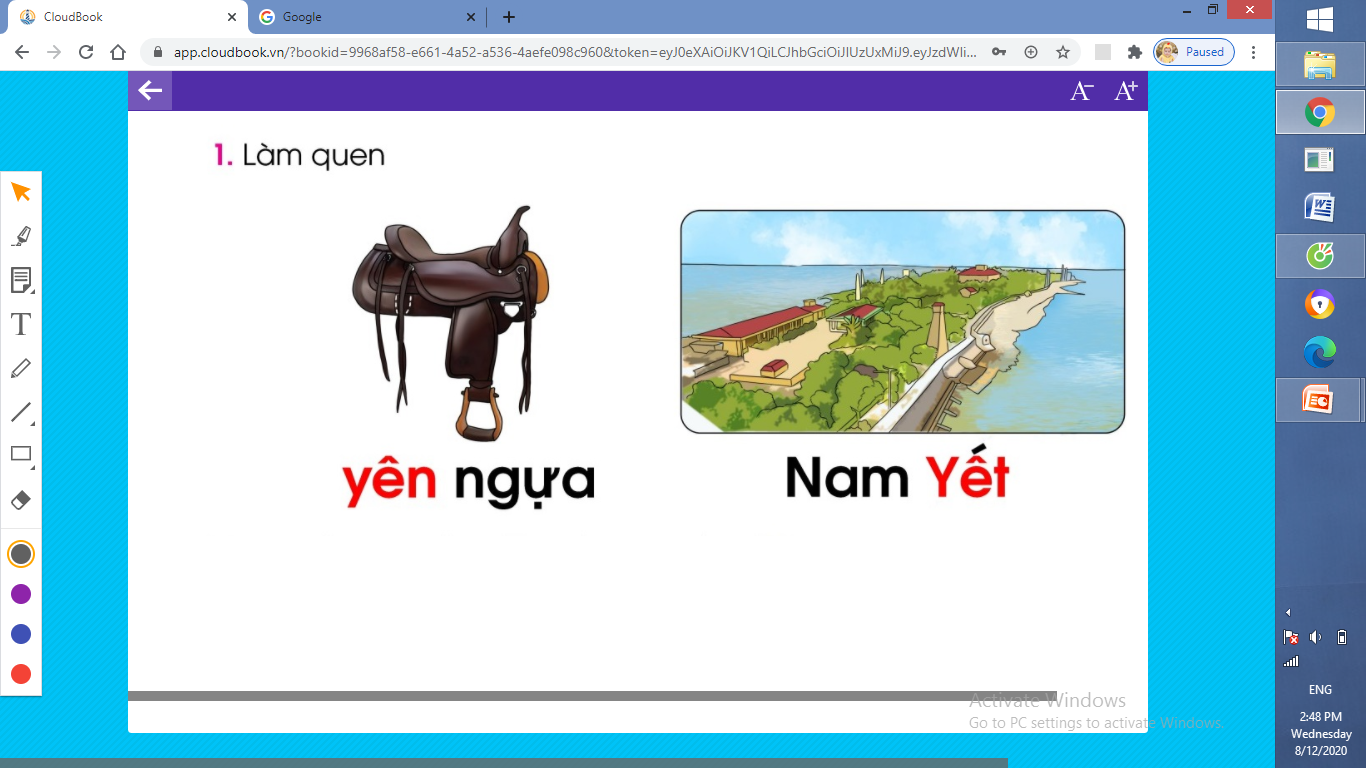 CloudBook
Google
app.cloudbook.vn/?bookid=9968af58-e661-4a52-a536-4aefe098c960&token=eyJ0eXAiOiJKV1QiLCJhbGciOiJIUzUxMiJ9.eyJzdWIi...
Paused
A− A+
1. Làm quen
T
yên ngựa
Nam Yết
Activate Windows
Go to PC settings to activate Windows.
ENG
2:48 PM
Wednesday
8/12/2020